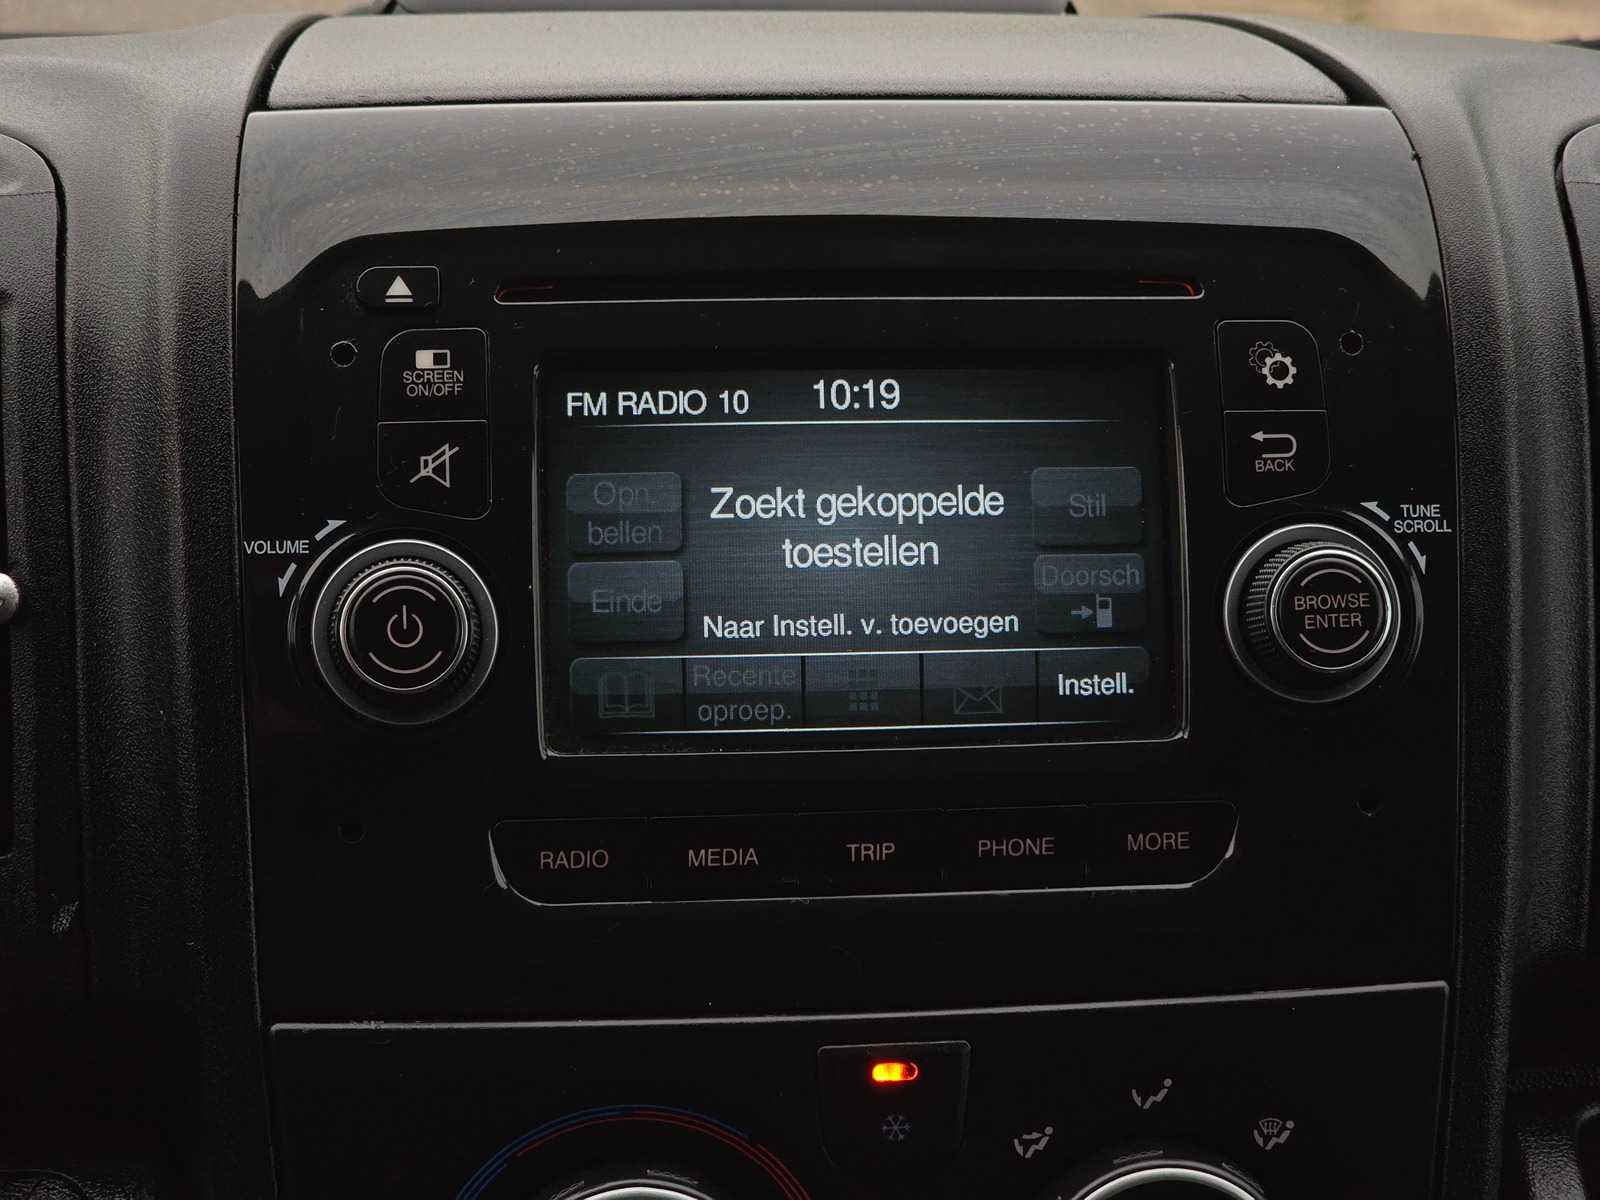 SCREEN
ON/OFF
FM RADIO 10
10:19
Opn.
bellen
Zoekt gekoppelde
toestellen
Stil
Einde
Doorsch
Naar Instell. v. toevoegen
Recente
oproep.
Instell.
BACK
VOLUME
TUNE
SCROLL
BROWSE
ENTER
RADIO
MEDIA
TRIP
PHONE
MORE